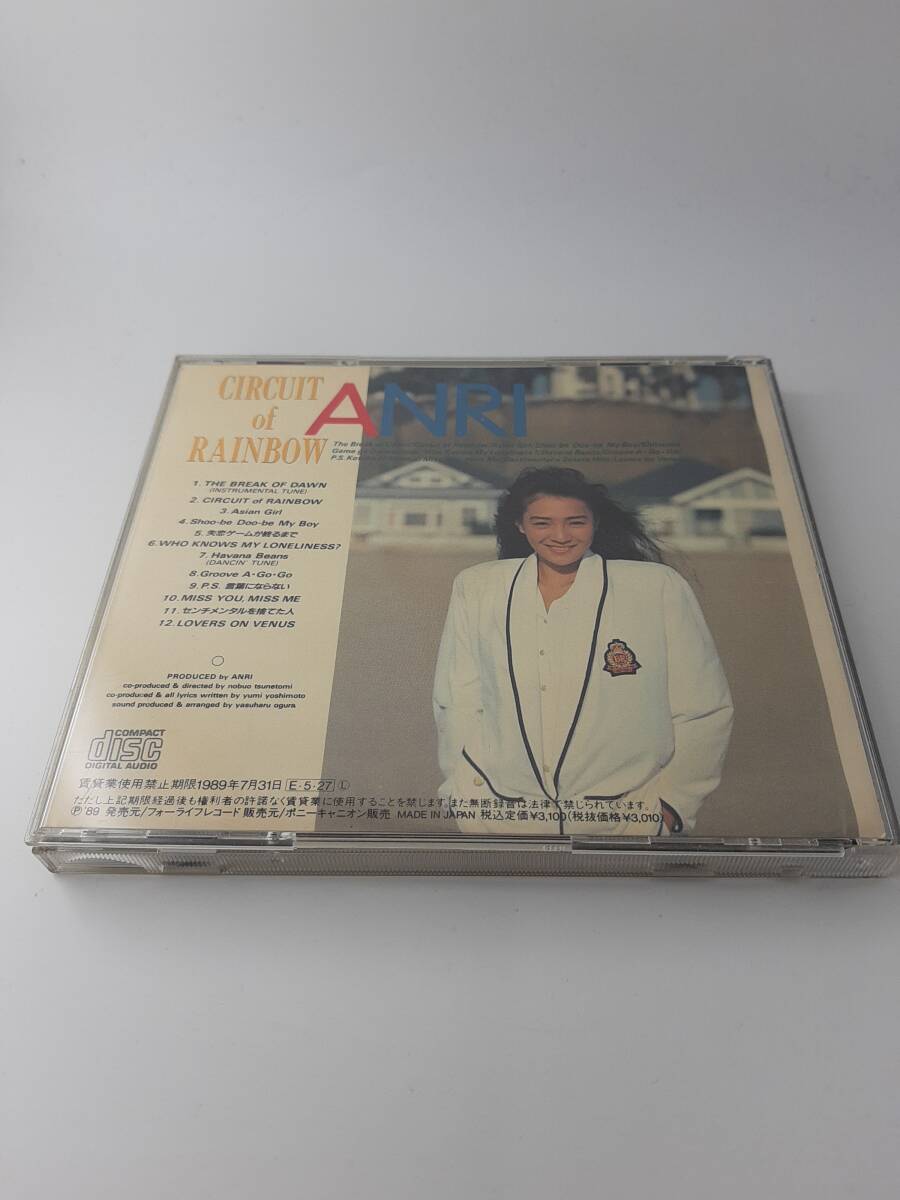 CIRCUIT
of
RAINBOW
ANRI
1. THE BREAK OF DAWN
(INSTRUMENTAL TUNE)
2. CIRCUIT of RAINBOW
3. Asian Girl
4. Shoo-be Doo-be My Boy
5. 失恋ゲームが終るまで
6. WHO KNOWS MY LONELINESS?
7. Havana Beans
(DANCIN' TUNE)
8. Groove A・Go・Go
9. P.S. 言葉にならない
10. MISS YOU, MISS ME
11. センチメンタルを捨てた人
12. LOVERS ON VENUS
PRODUCED by ANRI
co-produced & directed by nobuo tsunetomi
co-produced & all lyrics written by yumi yoshimoto
sound produced & arranged by yasuharu ogura
COMPACT
disc
DIGITAL AUDIO
賃貸業使用禁止期限1989年7月31日 E・5・27 Ⓛ
ただし上記期限経過後も権利者の許諾なく賃貸業に使用することを禁じます。また無断録音は法律で禁じられています。
Ⓟ'89 発売元/フォーライフレコード 販売元/ポニーキャニオン販売 MADE IN JAPAN 税込定価¥3,100(税抜価格¥3,010)